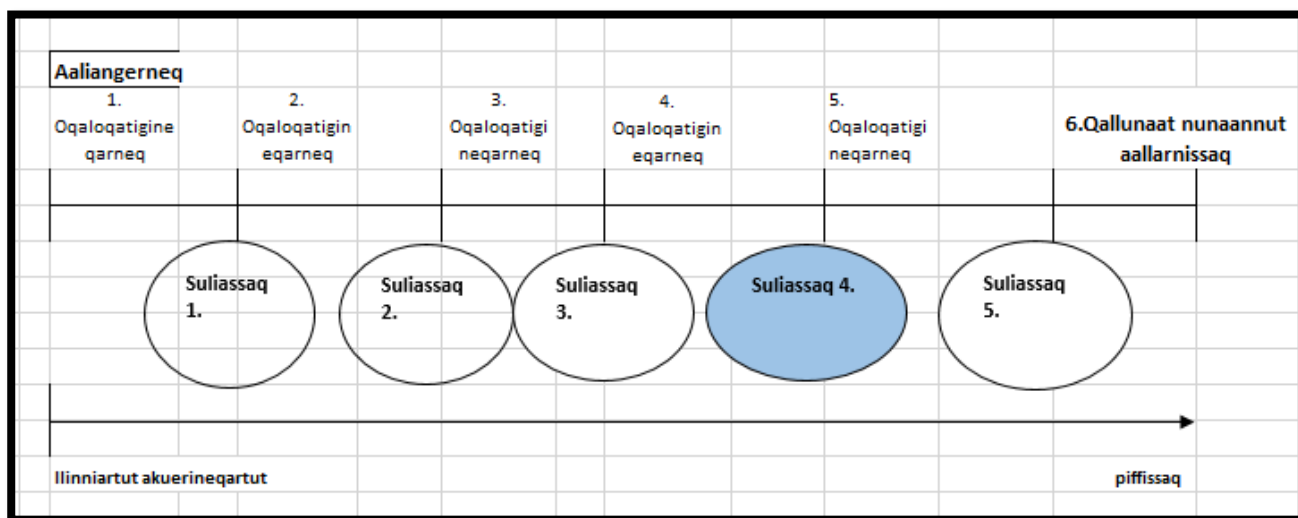 Aaliangerneq
1.
Oqaloqatigine
qarneq
2.
Oqaloqatigin
eqarneq
3.
Oqaloqatigi
neqarneq
4.
Oqaloqatigin
eqarneq
5.
Oqaloqatigi
neqarneq
6.Qallunaat nunaannut
aallarnissaq
Suliassaq
1.
Suliassaq
2.
Suliassaq
3.
Suliassaq 4.
Suliassaq
5.
Ilinniartut akuerineqartut
piffissaq